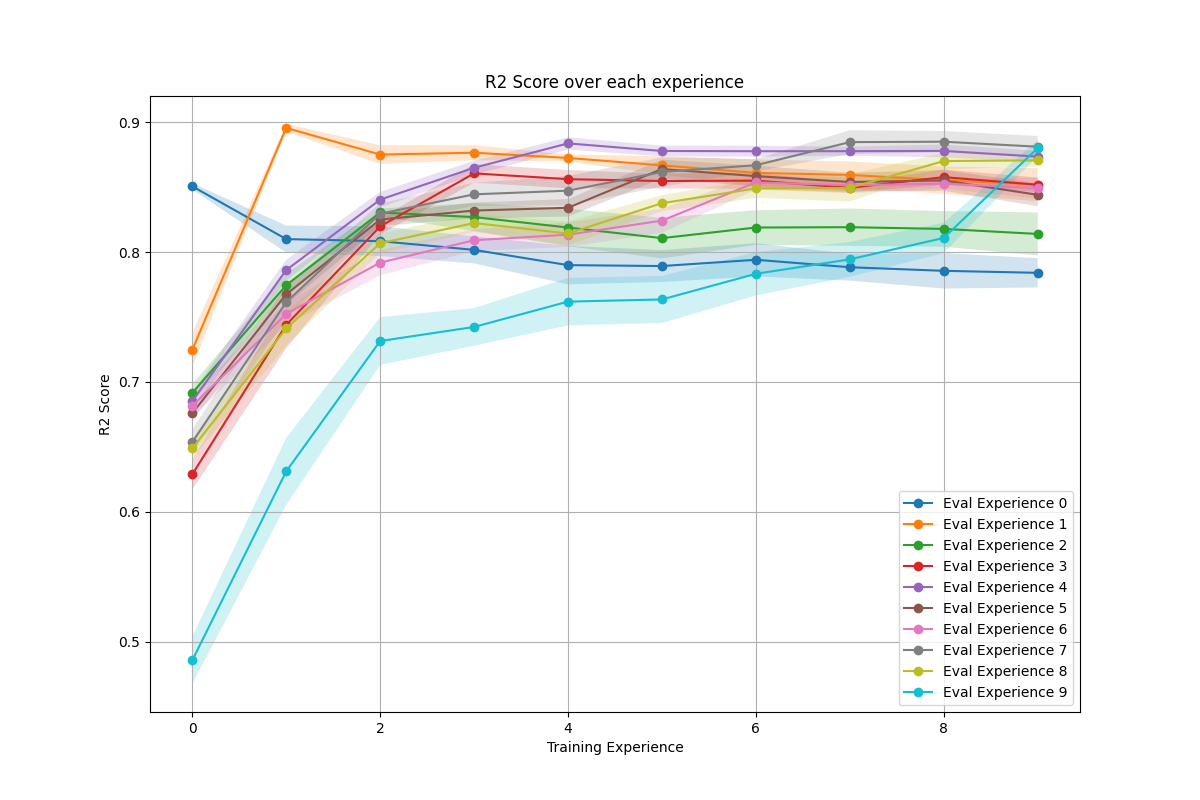 R2 Score over each experience
0.9
0.8
0.7
0.6
0.5
R2 Score
0 2 4 6 8
Training Experience
Eval Experience 0
Eval Experience 1
Eval Experience 2
Eval Experience 3
Eval Experience 4
Eval Experience 5
Eval Experience 6
Eval Experience 7
Eval Experience 8
Eval Experience 9